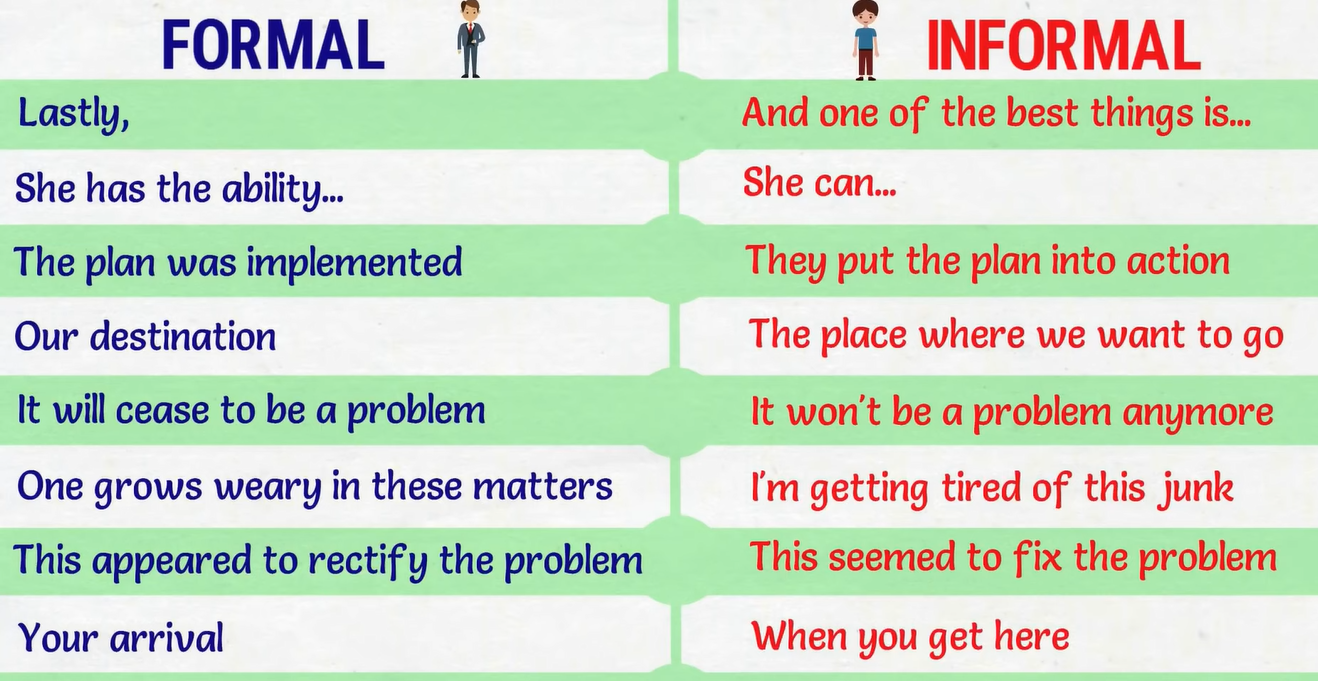 FORMAL INFORMAL
Lastly, And one of the best things is...
She has the ability... She can...
The plan was implemented They put the plan into action
Our destination The place where we want to go
It will cease to be a problem It won't be a problem anymore
One grows weary in these matters I'm getting tired of this junk
This appeared to rectify the problem This seemed to fix the problem
Your arrival When you get here